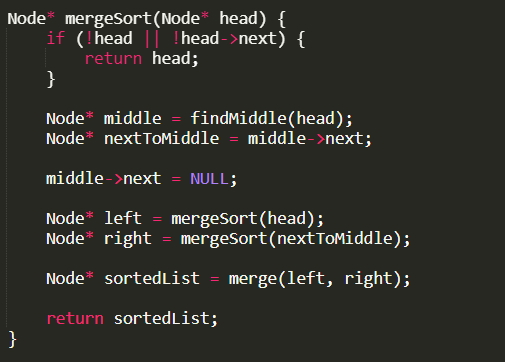 Node* mergeSort(Node* head) {
    if (!head || !head->next) {
        return head;
    }

    Node* middle = findMiddle(head);
    Node* nextToMiddle = middle->next;

    middle->next = NULL;

    Node* left = mergeSort(head);
    Node* right = mergeSort(nextToMiddle);

    Node* sortedList = merge(left, right);

    return sortedList;
}